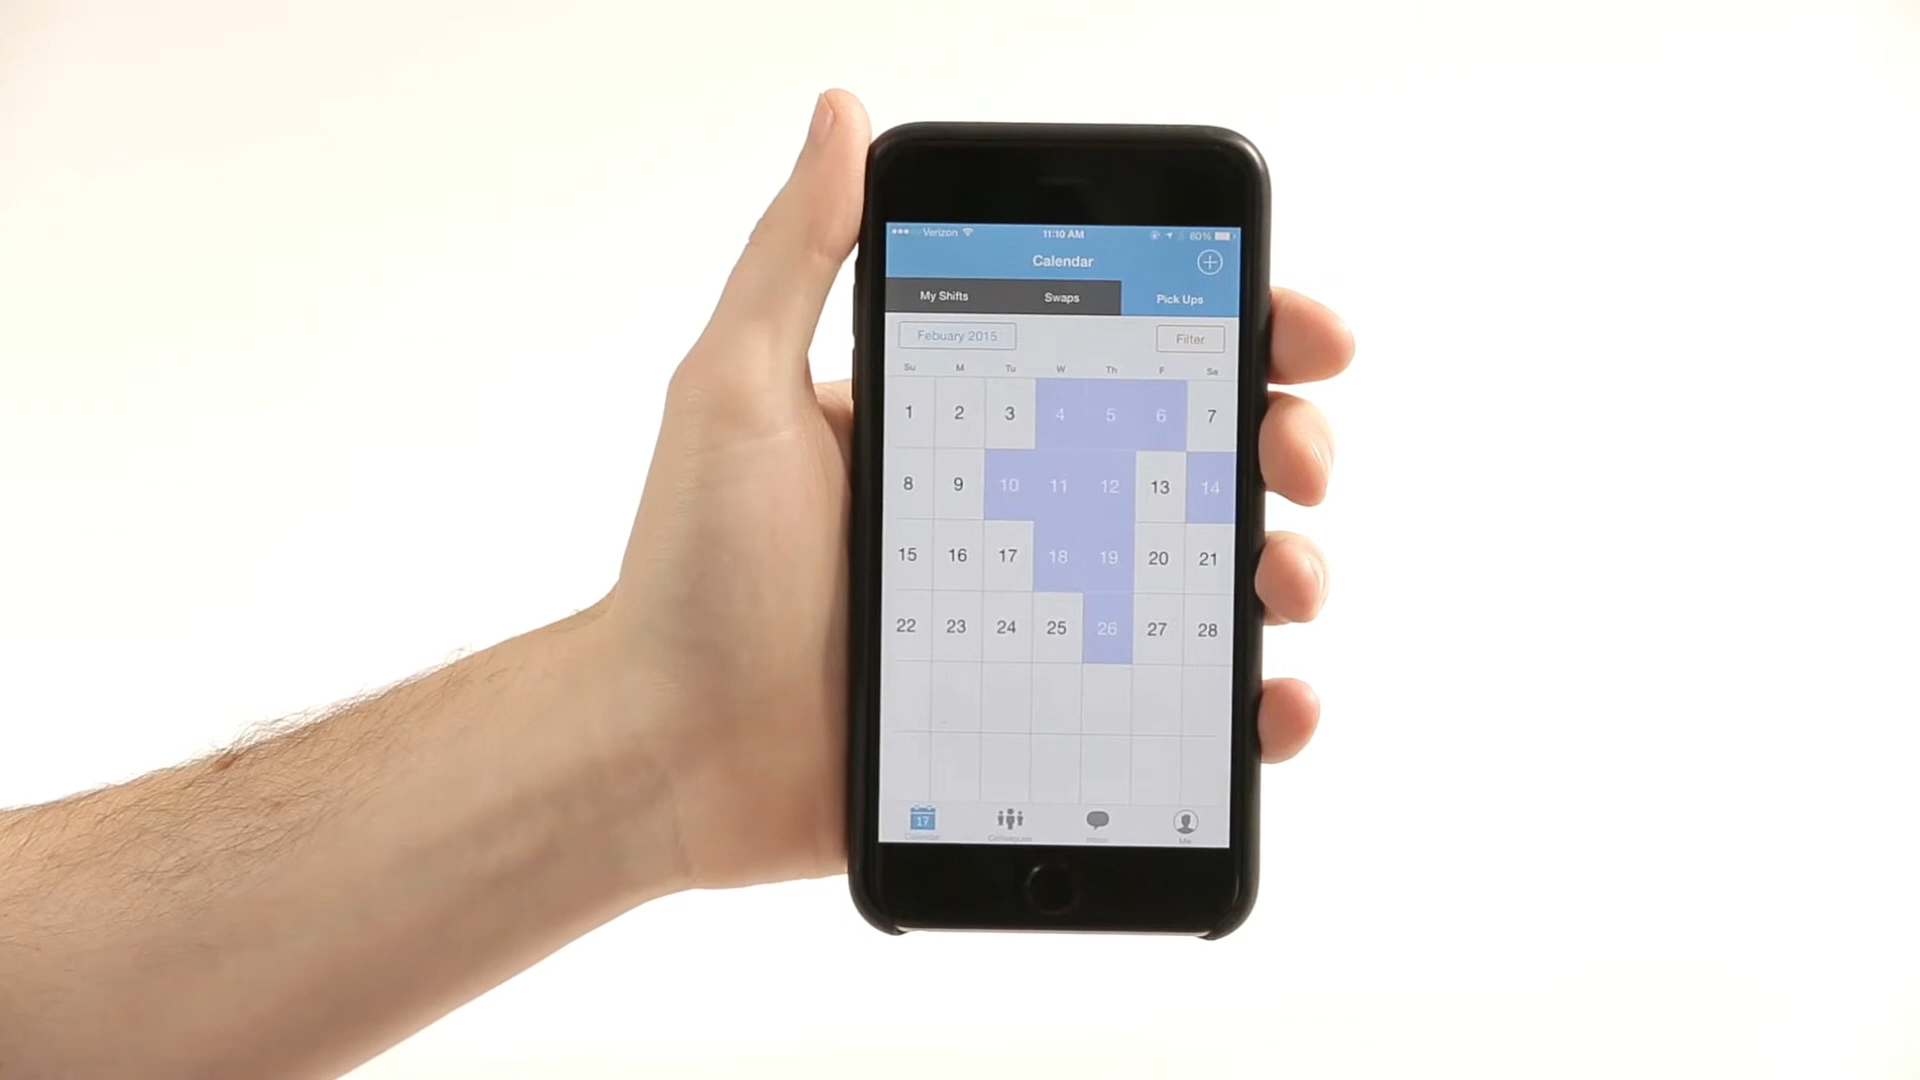 Verizon 11:10 AM 60%
Calendar
My Shifts Swaps Pick Ups
Febuary 2015 Filter
Su M Tu W Th F Sa
1 2 3 4 5 6 7
8 9 10 11 12 13 14
15 16 17 18 19 20 21
22 23 24 25 26 27 28
17
Calendar Me